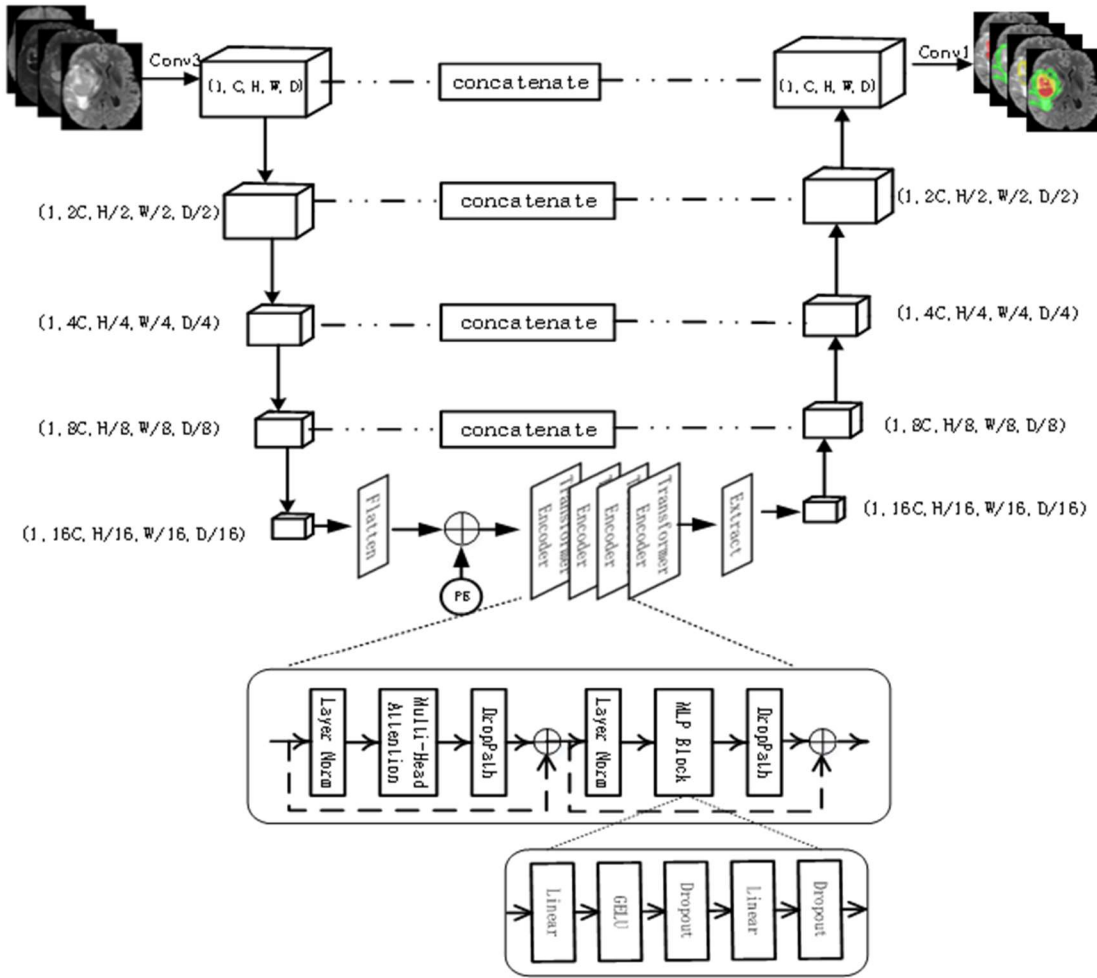 Conv3
(1, C, H, W, D)
concatenate
(1, C, H, W, D)
Conv1
(1, 2C, H/2, W/2, D/2)
concatenate
(1, 2C, H/2, W/2, D/2)
(1, 4C, H/4, W/4, D/4)
concatenate
(1, 4C, H/4, W/4, D/4)
(1, 8C, H/8, W/8, D/8)
concatenate
(1, 8C, H/8, W/8, D/8)
(1, 16C, H/16, W/16, D/16)
Flatten
PE
Transformer
Encoder
Encoder
Encoder
Transformer
Encoder
Extract
(1, 16C, H/16, W/16, D/16)
Layer Norm
Multi-Head
Attention
DropPath
Layer Norm
MLP Block
DropPath
Linear
GELU
Dropout
Linear
Dropout